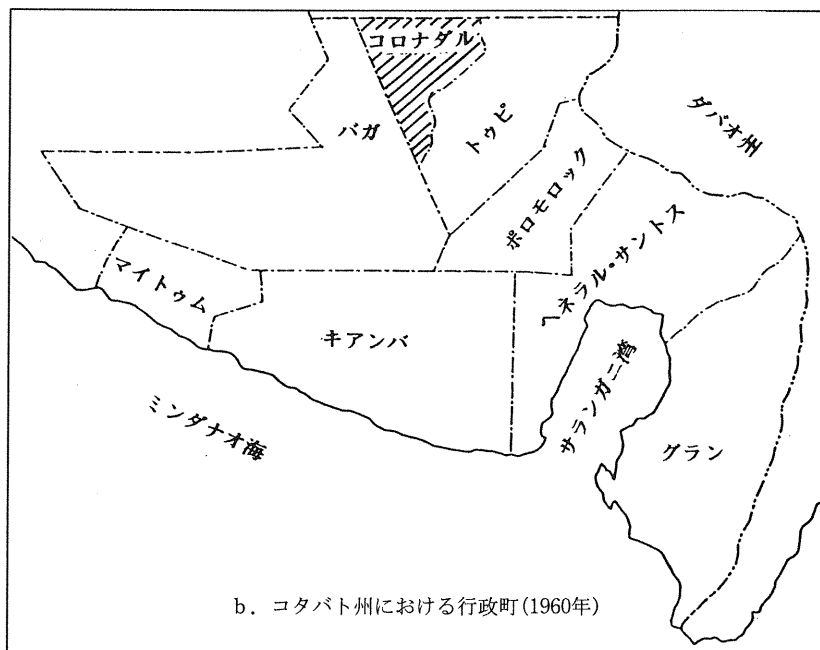 コロナダル
バガ
トゥピ
ダバオ州
ポロモロック
ヘネラル・サントス
マイトゥム
キアンバ
サランガニ湾
ミンダナオ海
グラン
b. コタバト州における行政町(1960年)